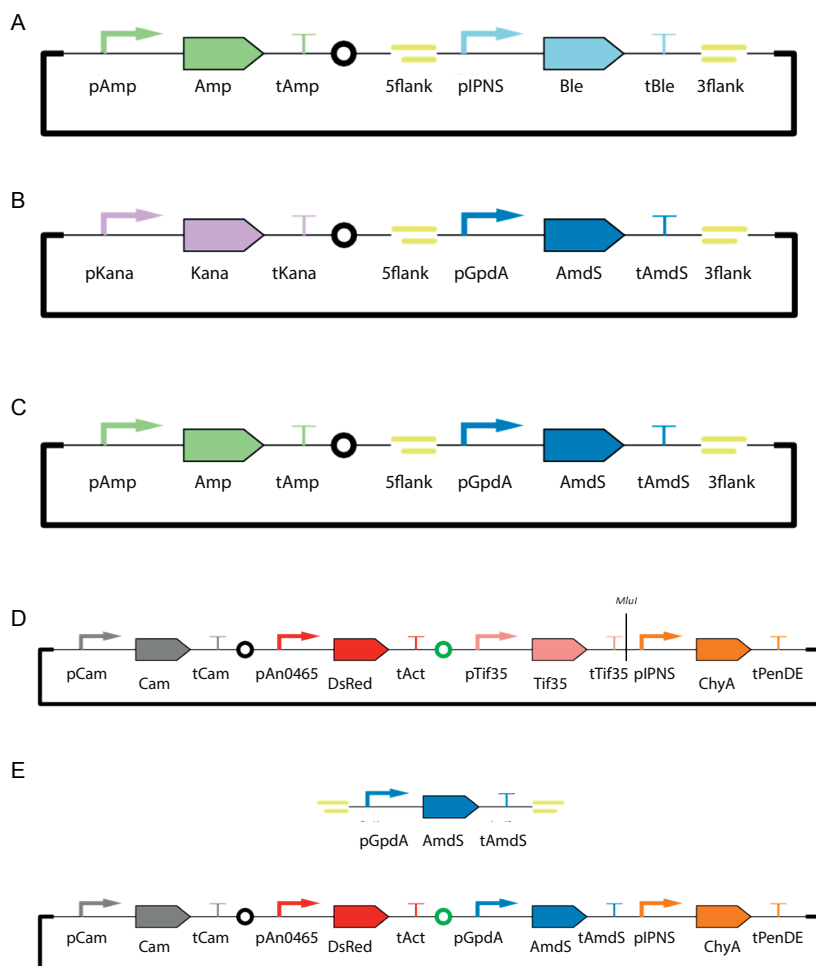 A
pAmp Amp tAmp 5flank pIPNS Ble tBle 3flank
B
pKana Kana tKana 5flank pGpdA AmdS tAmdS 3flank
C
pAmp Amp tAmp 5flank pGpdA AmdS tAmdS 3flank
D
MluI
pCam Cam tCam pAn0465 DsRed tAct pTif35 Tif35 tTif35 pIPNS ChyA tPenDE
E
pGpdA AmdS tAmdS
pCam Cam tCam pAn0465 DsRed tAct pGpdA AmdS tAmdS pIPNS ChyA tPenDE